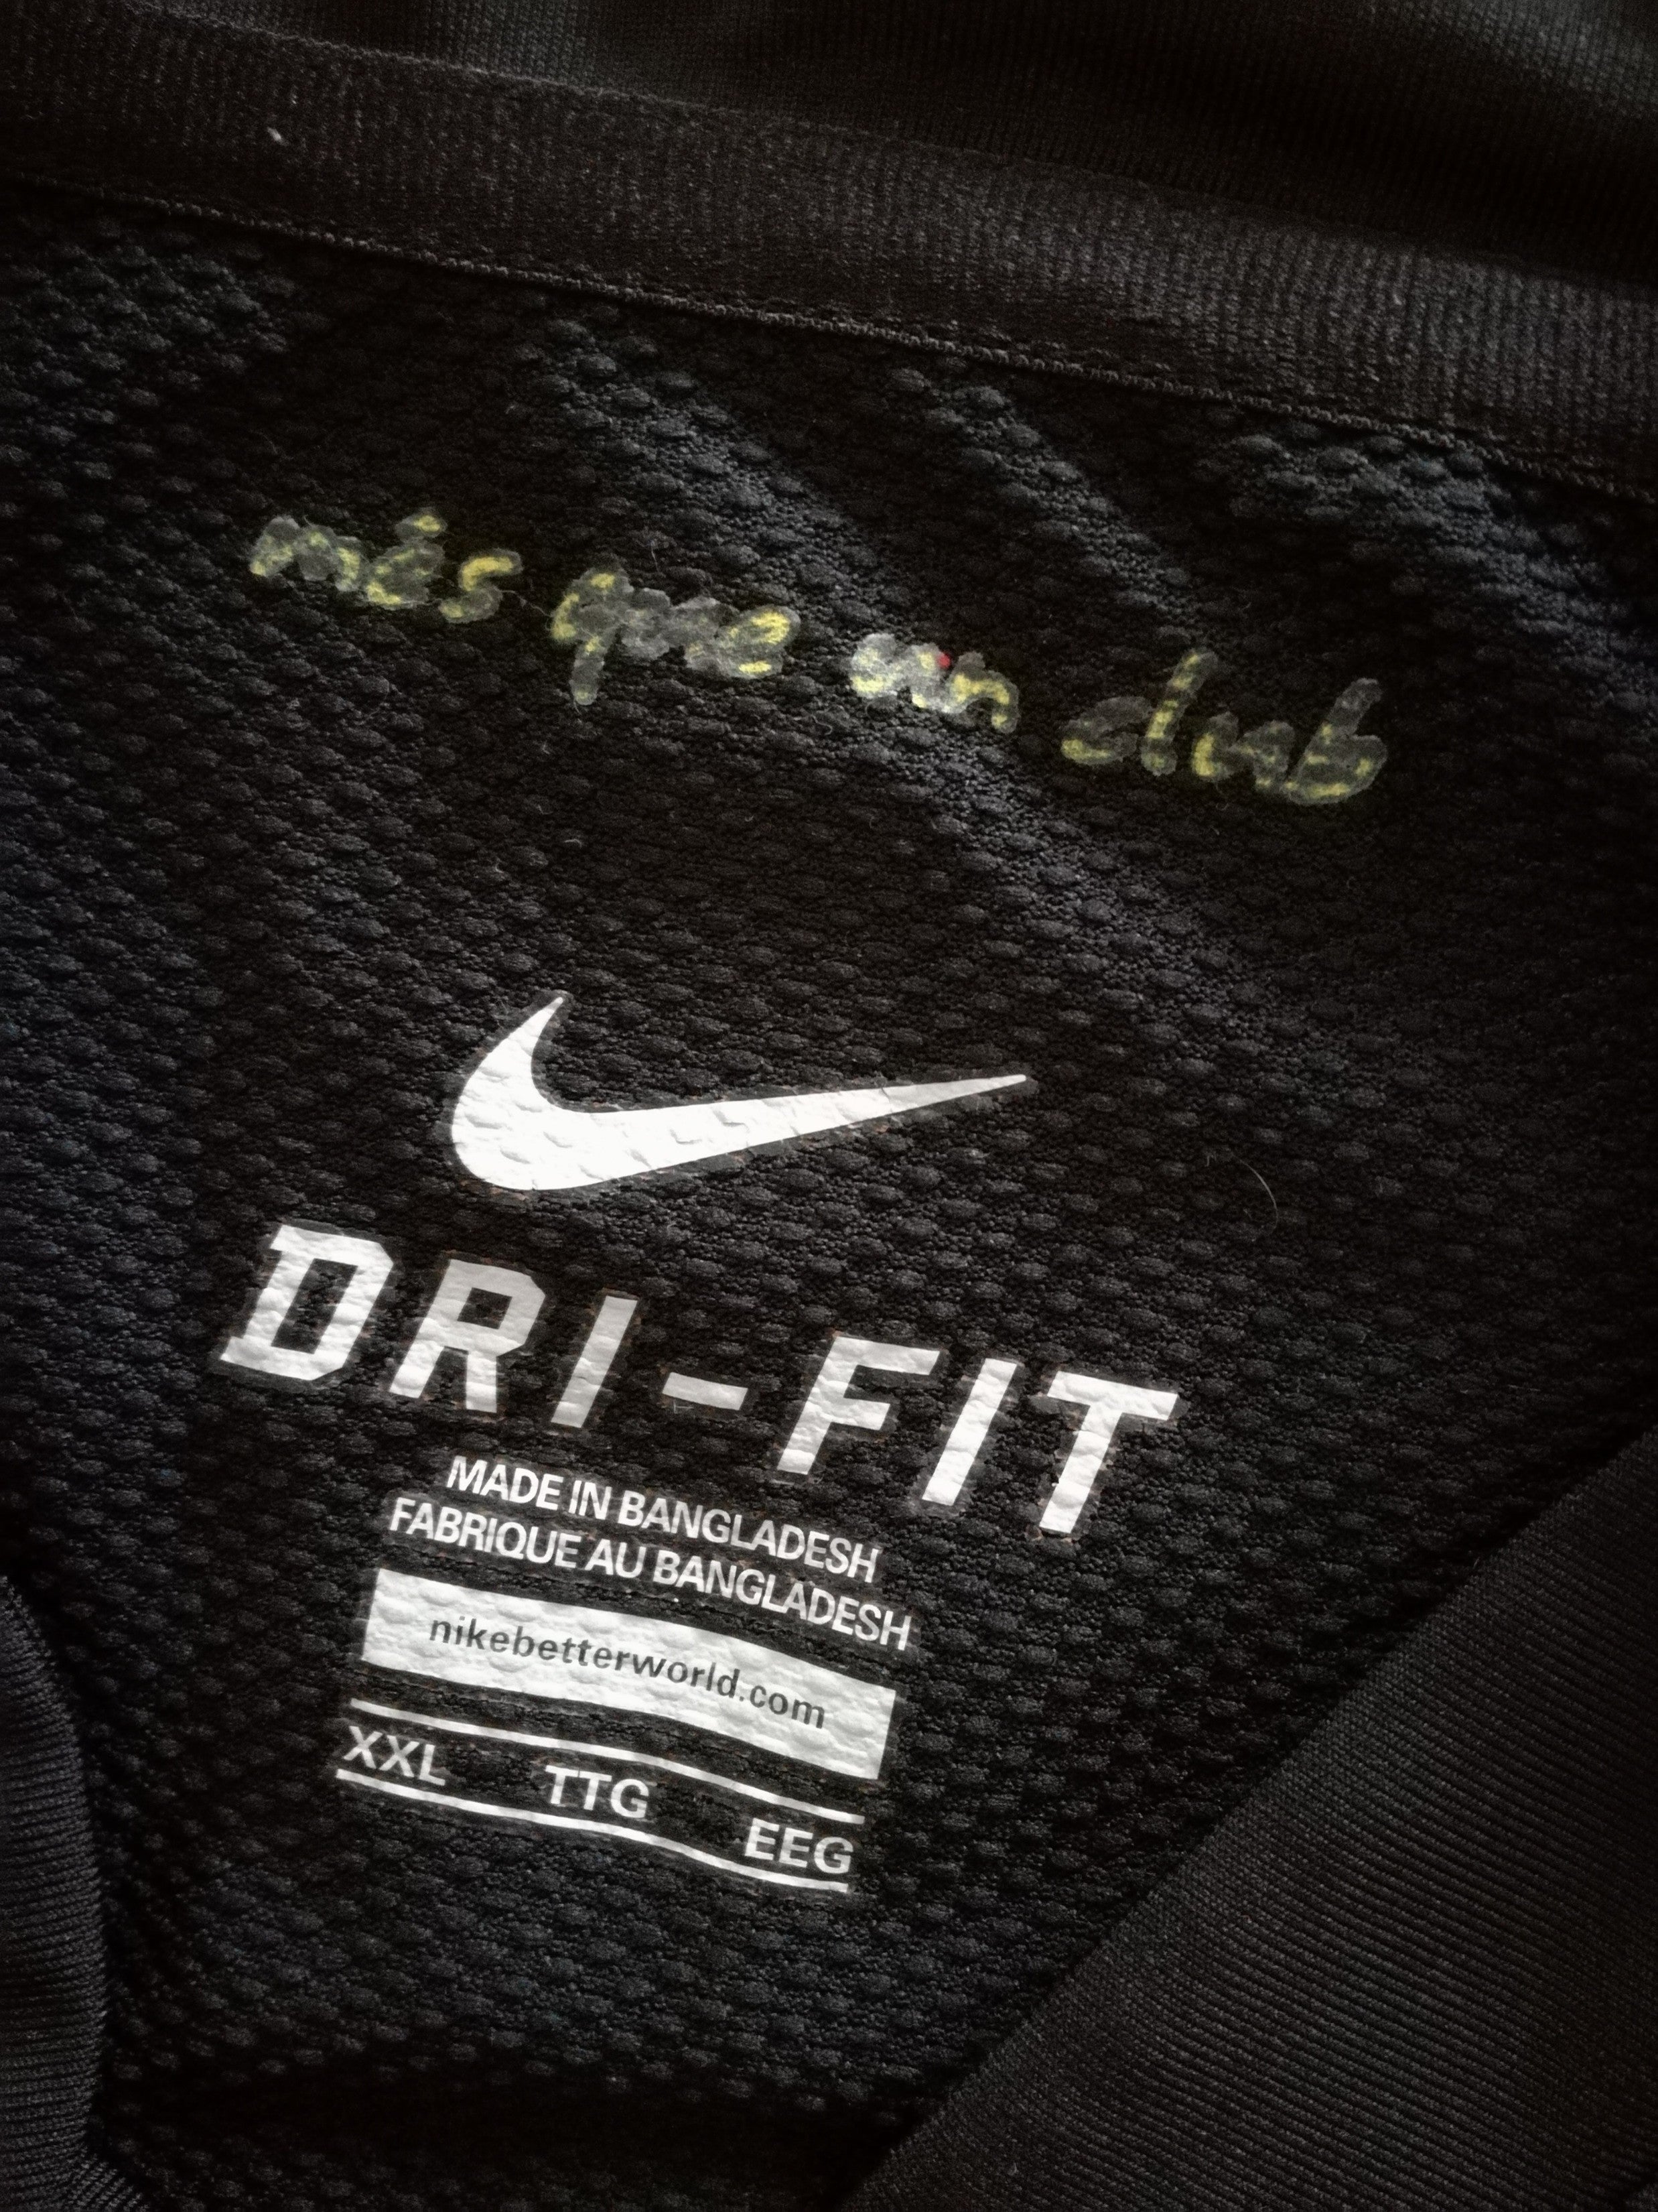 més que un club
DRI-FIT
MADE IN BANGLADESH
FABRIQUE AU BANGLADESH
nikebetterworld.com
XXL TTG EEG